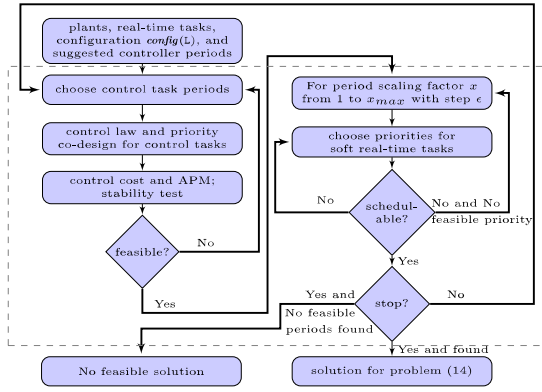 plants, real-time tasks,
configuration config(L), and
suggested controller periods
choose control task periods
control law and priority
co-design for control tasks
control cost and APM;
stability test
feasible?
No
Yes
For period scaling factor x
from 1 to xmax with step ϵ
choose priorities for
soft real-time tasks
schedul-
able?
No
No and No
feasible priority
Yes
stop?
No
Yes and
No feasible
periods found
Yes and found
No feasible solution
solution for problem (14)